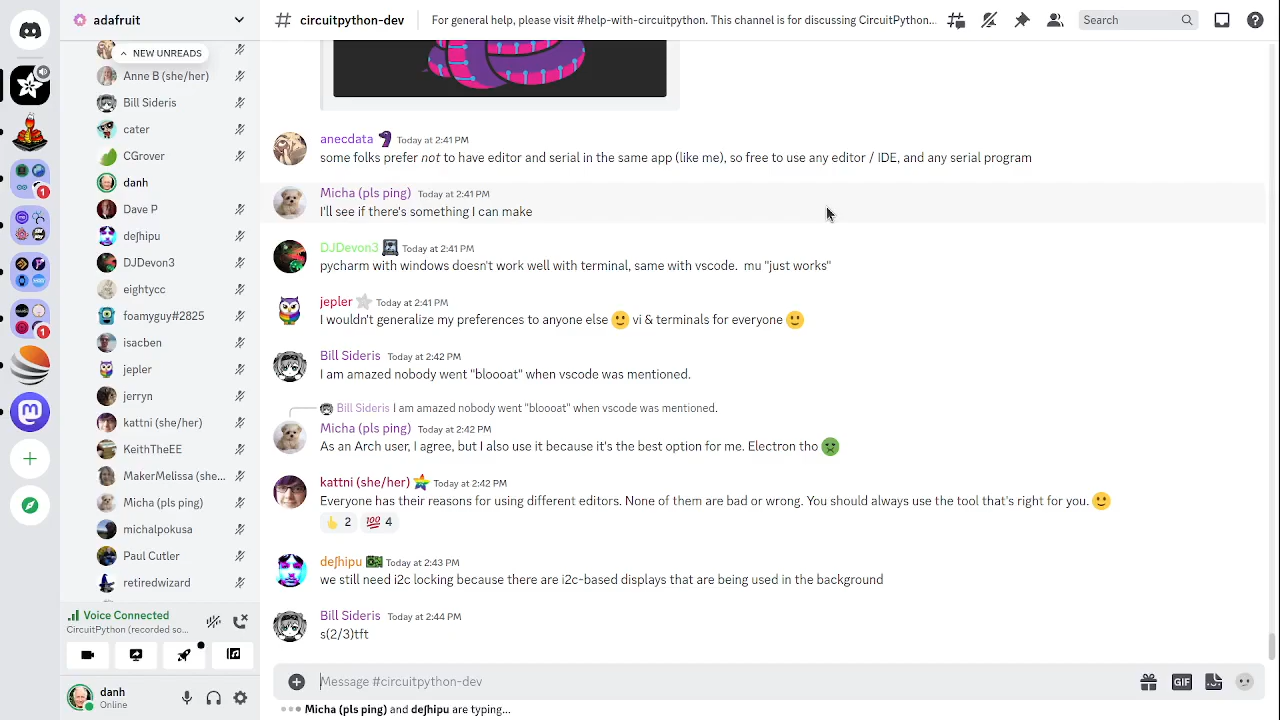 adafruit
circuitpython-dev
For general help, please visit #help-with-circuitpython. This channel is for discussing CircuitPython...
Search
NEW UNREADS
Anne B (she/her)
Bill Sideris
cater
CGrover
danh
Dave P
deʃhipu
DJDevon3
eightycc
foamyguy#2825
isacben
jepler
jerryn
kattni (she/her)
KeithTheEE
MakerMelissa (she...
Micha (pls ping)
michalpokusa
Paul Cutler
retiredwizard
Voice Connected
CircuitPython (recorded so...
danh
Online
1
1
anecdata Today at 2:41 PM
some folks prefer not to have editor and serial in the same app (like me), so free to use any editor / IDE, and any serial program
Micha (pls ping) Today at 2:41 PM
I'll see if there's something I can make
DJDevon3 Today at 2:41 PM
pycharm with windows doesn't work well with terminal, same with vscode. mu "just works"
jepler Today at 2:41 PM
I wouldn't generalize my preferences to anyone else 🙂 vi & terminals for everyone 🙂
Bill Sideris Today at 2:42 PM
I am amazed nobody went "bloooat" when vscode was mentioned.
Bill Sideris I am amazed nobody went "bloooat" when vscode was mentioned.
Micha (pls ping) Today at 2:42 PM
As an Arch user, I agree, but I also use it because it's the best option for me. Electron tho 🤢
kattni (she/her) Today at 2:42 PM
Everyone has their reasons for using different editors. None of them are bad or wrong. You should always use the tool that's right for you. 🙂
👆 2 💯 4
deʃhipu Today at 2:43 PM
we still need i2c locking because there are i2c-based displays that are being used in the background
Bill Sideris Today at 2:44 PM
s(2/3)tft
Message #circuitpython-dev
GIF
Micha (pls ping) and deʃhipu are typing...